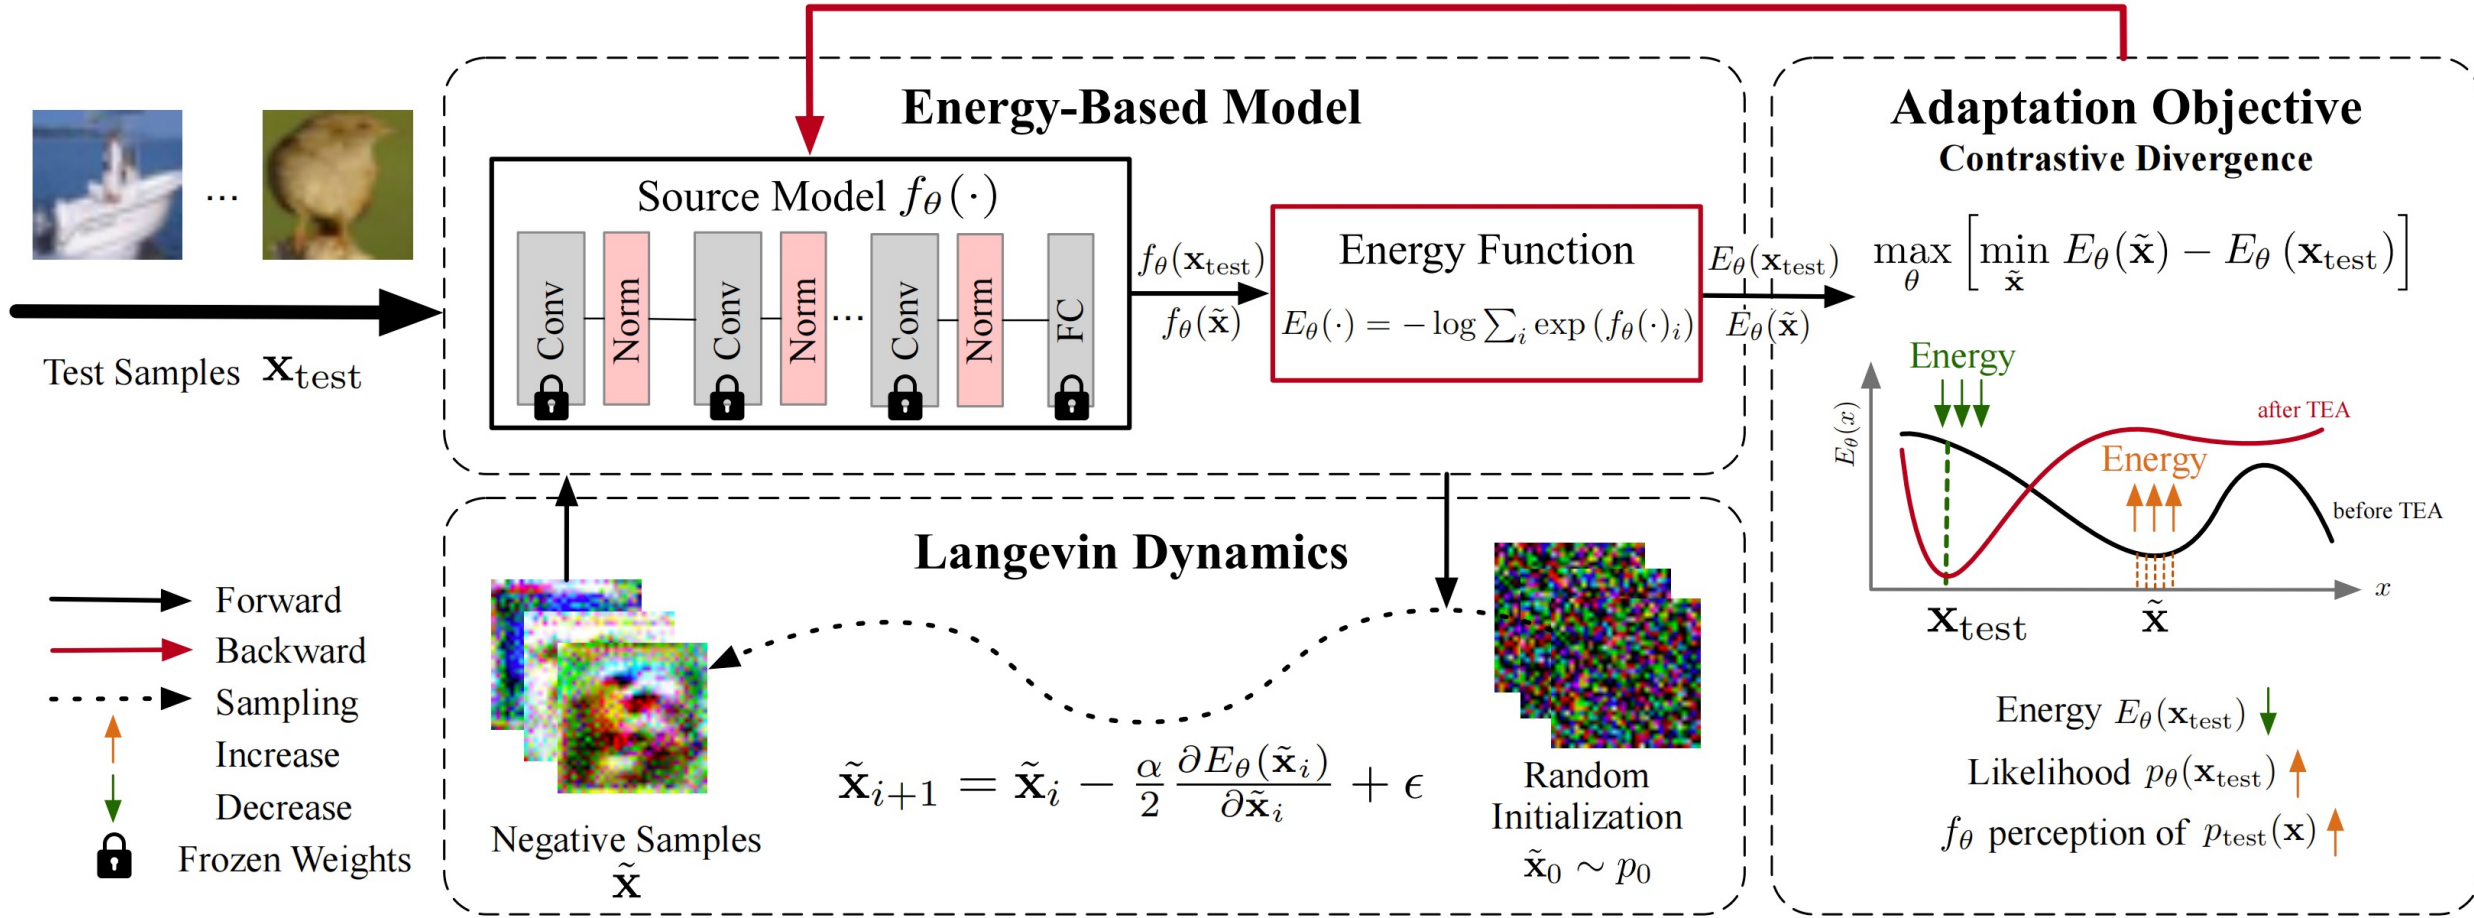 Test Samples x_test
...
Forward
Backward
Sampling
Increase
Decrease
Frozen Weights
Energy-Based Model
Source Model f_θ(·)
Conv
Norm
Conv
Norm
...
Conv
Norm
FC
f_θ(x_test)
f_θ(x̃)
Energy Function
E_θ(·) = − log ∑_i exp (f_θ(·)_i)
E_θ(x_test)
E_θ(x̃)
Langevin Dynamics
Negative Samples
x̃
x̃_{i+1} = x̃_i − α/2 ∂E_θ(x̃_i)/∂x̃_i + ϵ
Random
Initialization
x̃_0 ∼ p_0
Adaptation Objective
Contrastive Divergence
max_θ [min_x̃ E_θ(x̃) − E_θ (x_test)]
Energy
E_θ(x)
after TEA
Energy
before TEA
x
x_test
x̃
Energy E_θ(x_test) ↓
Likelihood p_θ(x_test) ↑
f_θ perception of p_test(x) ↑